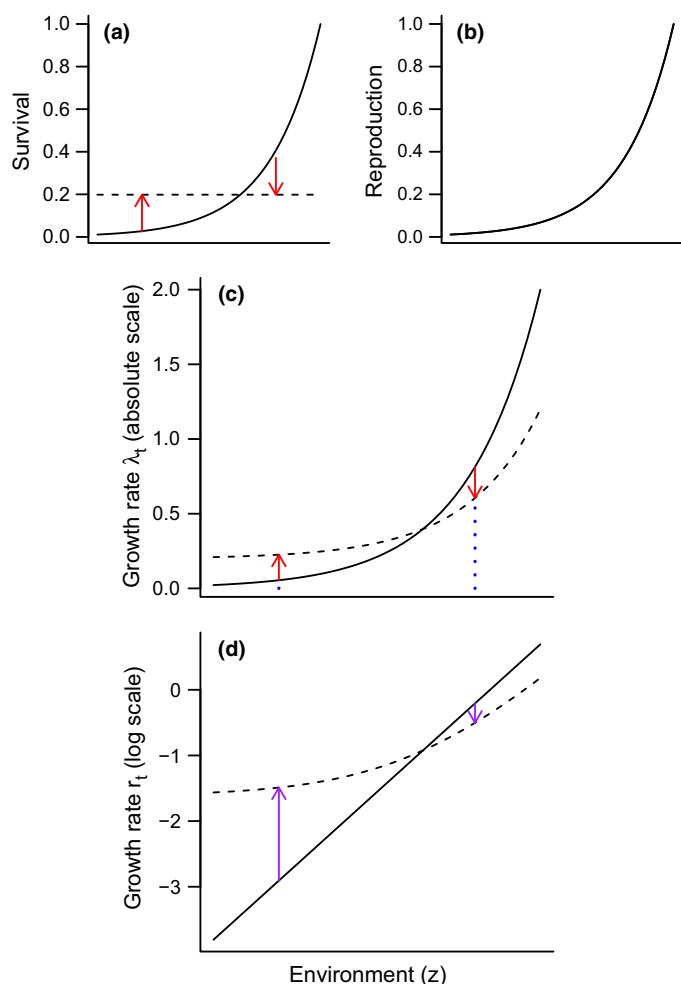 (a)
Survival
1.0
0.8
0.6
0.4
0.2
0.0
(b)
Reproduction
1.0
0.8
0.6
0.4
0.2
0.0
(c)
Growth rate λ_t (absolute scale)
2.0
1.5
1.0
0.5
0.0
(d)
Growth rate r_t (log scale)
0
−1
−2
−3
Environment (z)